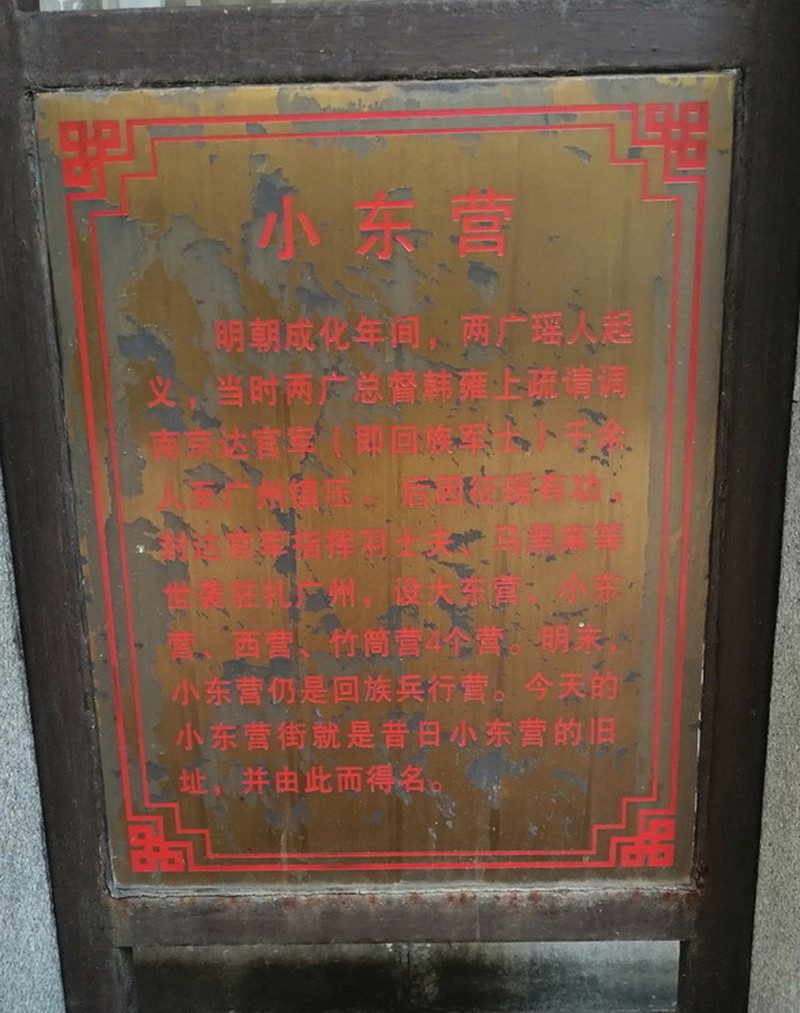 小东营
明朝成化年间，两广瑶人起
义，当时两广总督韩雍上疏请调
南京达官军（即回族军士）千余
人至广州镇压。后因征瑶有功，
封达官军指挥羽士夫、马黑麻等
世袭驻扎广州，设大东营、小东
营、西营、竹筒营4个营。明末，
小东营仍是回族兵行营。今天的
小东营街就是昔日小东营的旧
址，并由此而得名。